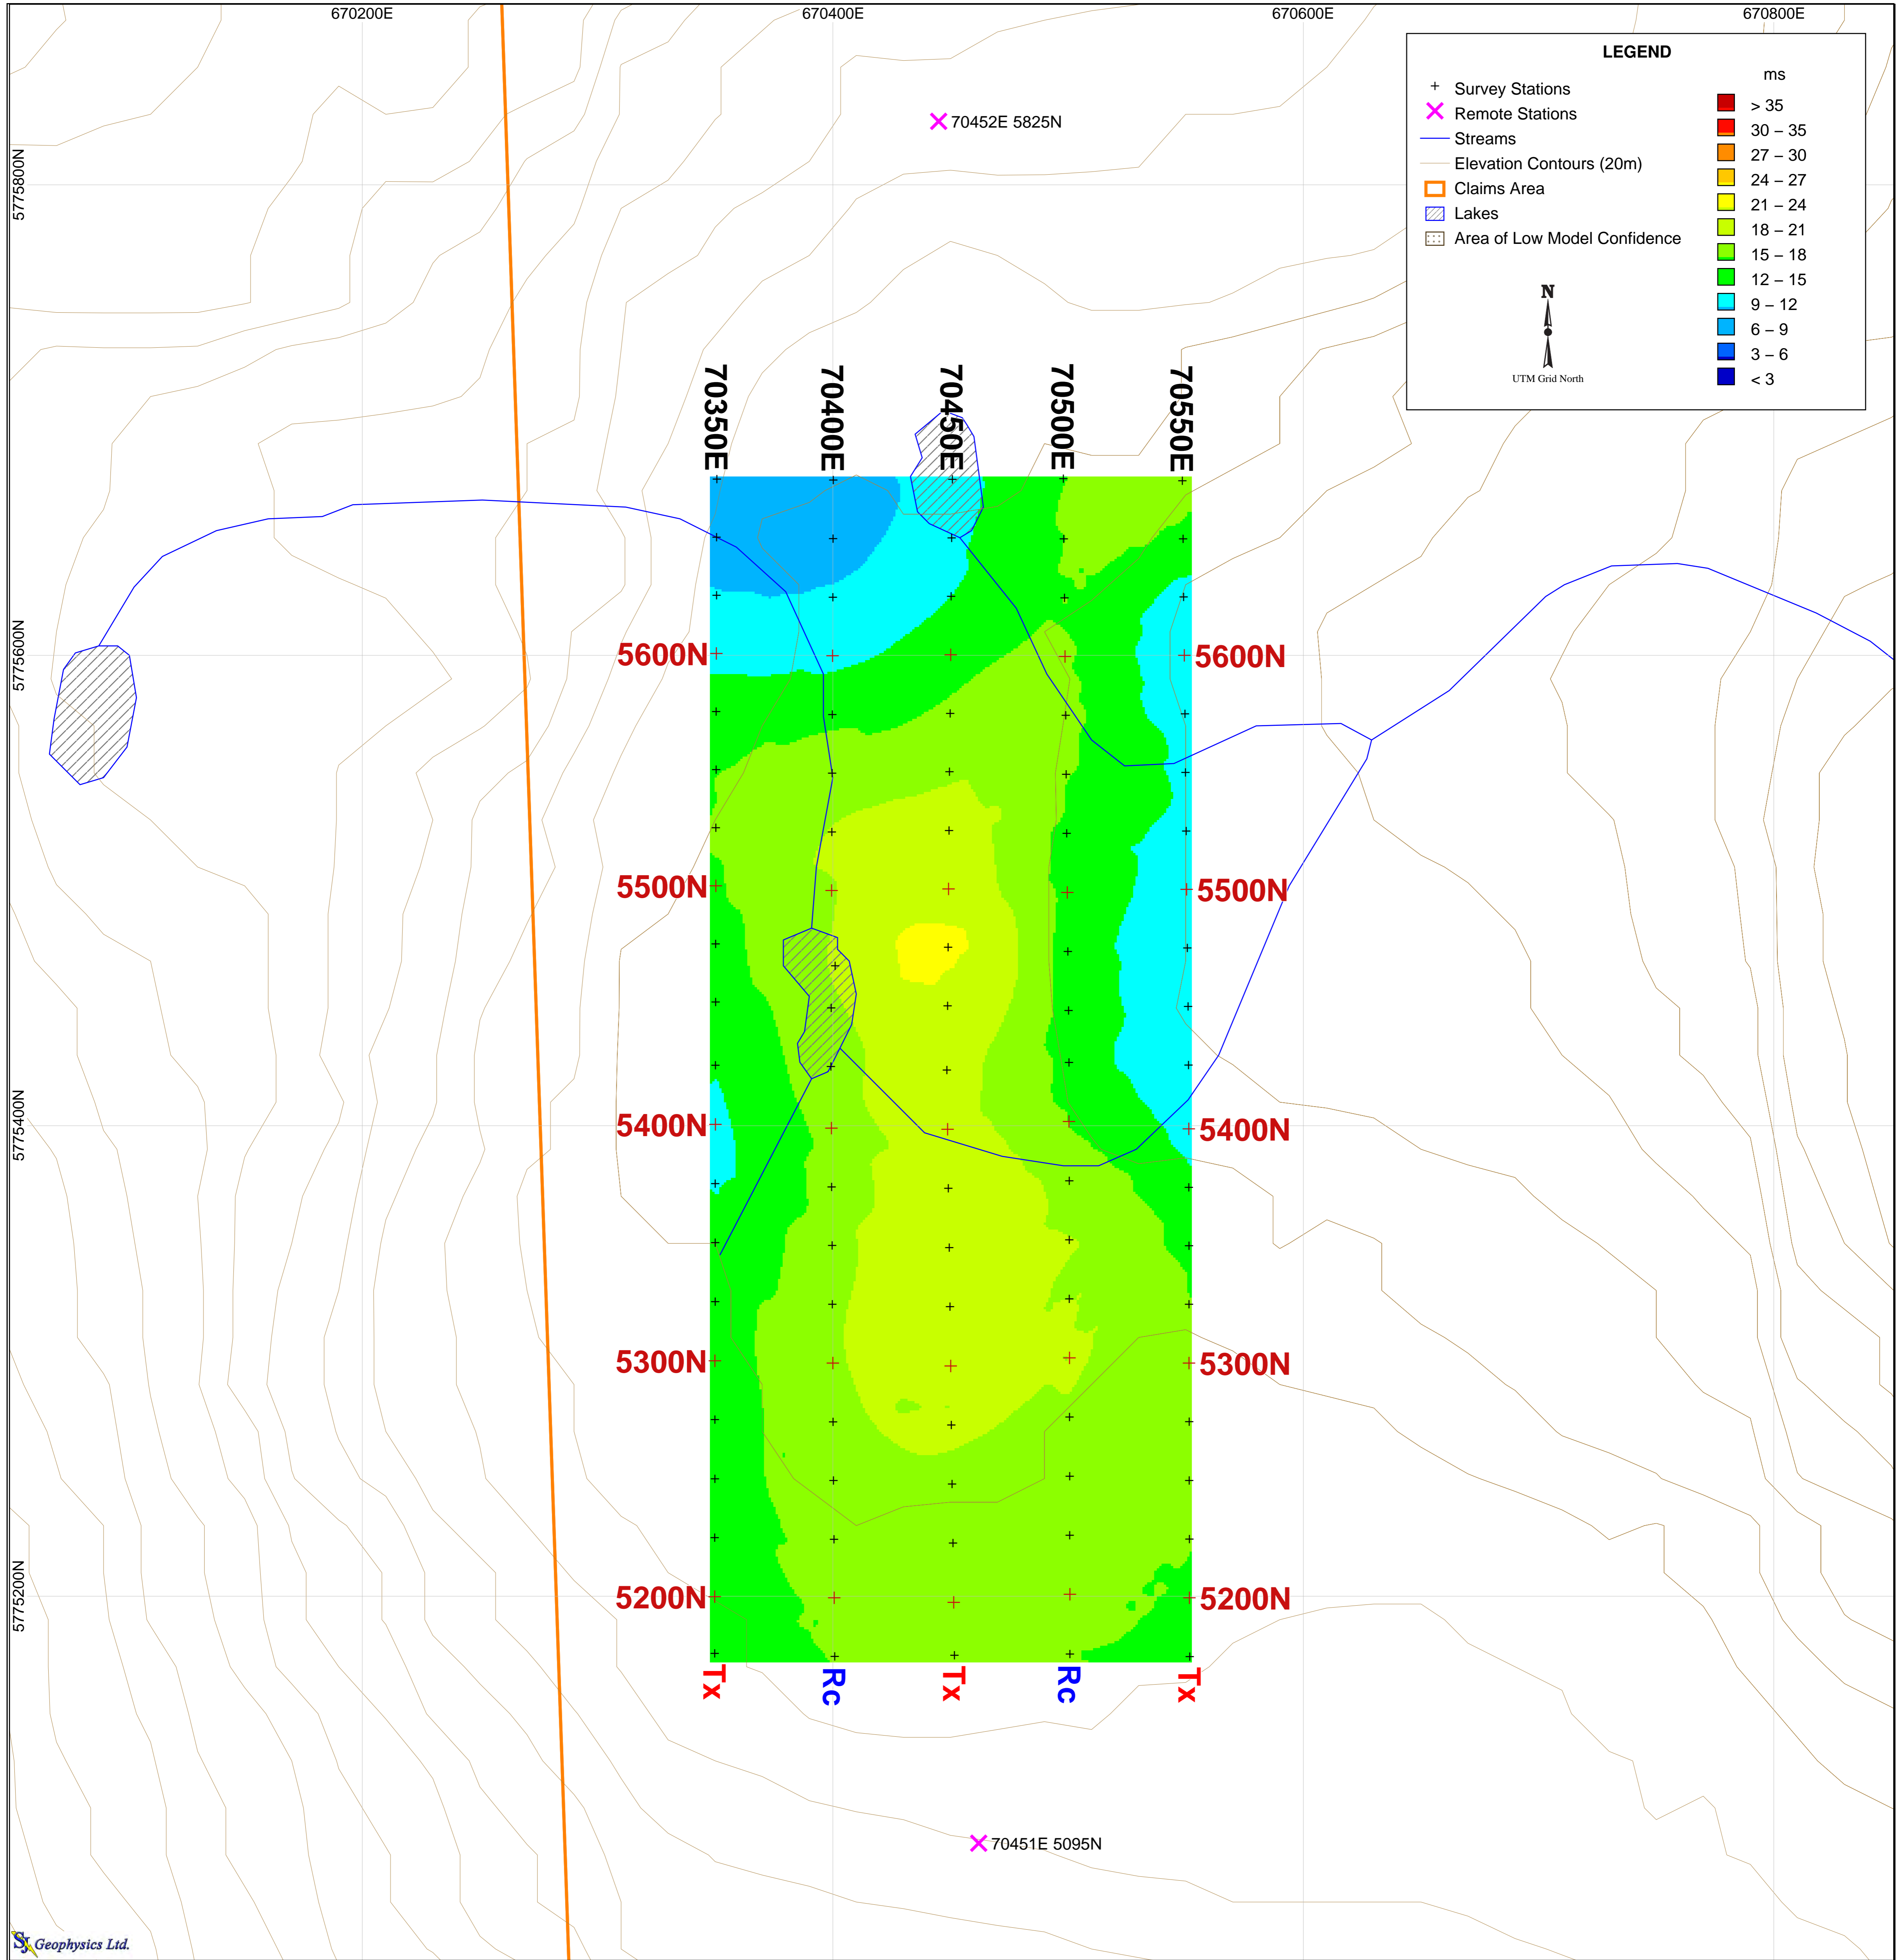 670200E
670400E
670600E
670800E
LEGEND
ms
Survey Stations
Remote Stations
Streams
Elevation Contours (20m)
Claims Area
Lakes
Area of Low Model Confidence
> 35
30 – 35
27 – 30
24 – 27
21 – 24
18 – 21
15 – 18
12 – 15
9 – 12
6 – 9
3 – 6
< 3
N
UTM Grid North
70452E 5825N
5775800N
70350E
70400E
70450E
70500E
70550E
5775600N
5600N
5600N
5500N
5500N
5775400N
5400N
5400N
5300N
5300N
5775200N
5200N
5200N
Tx
Rc
Tx
Rc
Tx
70451E 5095N
SJ Geophysics Ltd.